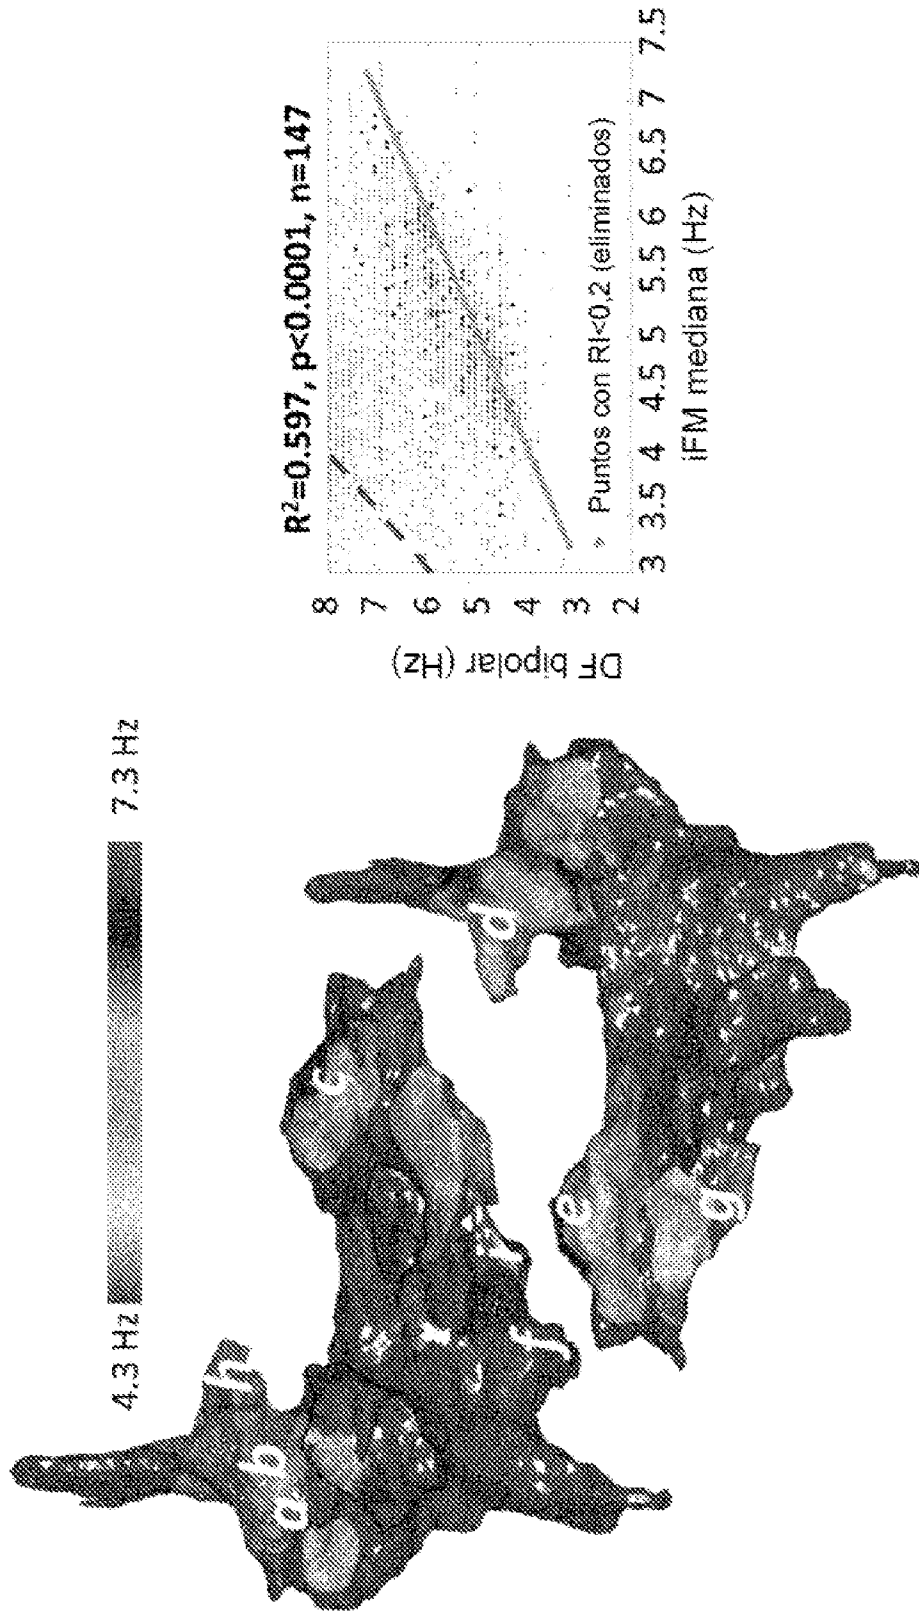 4.3 Hz
7.3 Hz
a
b
h
c
f
d
e
g
R²=0.597, p<0.0001, n=147
DF bipolar (Hz)
8
7
6
5
4
3
2
Puntos con RI<0.2 (eliminados)
3 3.5 4 4.5 5 5.5 6 6.5 7 7.5
iFM mediana (Hz)